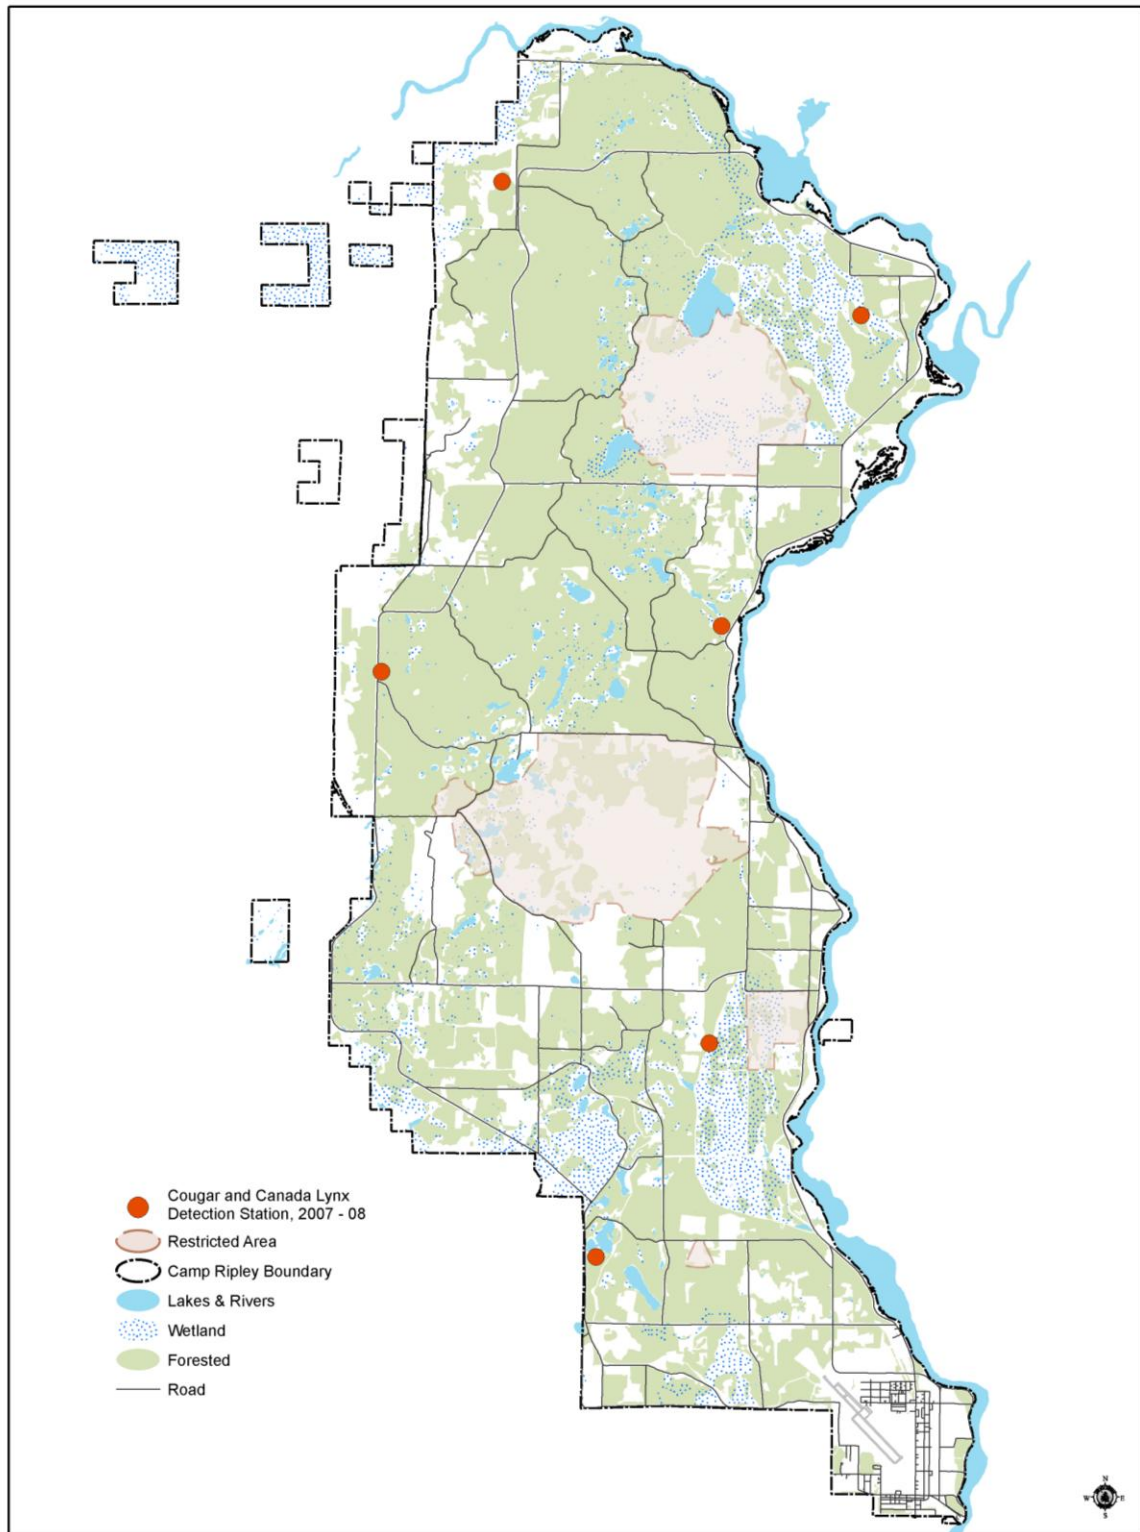 Cougar and Canada Lynx
Detection Station, 2007 - 08
Restricted Area
Camp Ripley Boundary
Lakes & Rivers
Wetland
Forested
Road
N
W E
S